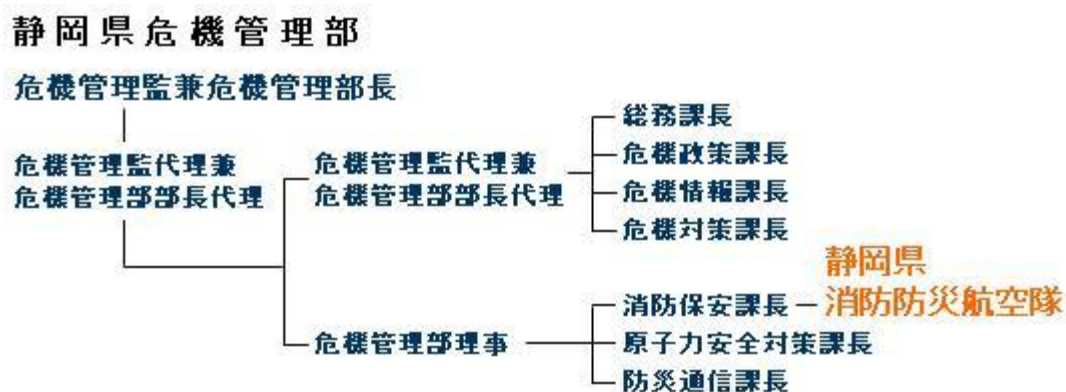 静岡県危機管理部
危機管理監兼危機管理部長
危機管理監代理兼
危機管理部部長代理
危機管理監代理兼
危機管理部部長代理
総務課長
危機政策課長
危機情報課長
危機対策課長
危機管理部理事
消防保安課長
静岡県
消防防災航空隊
原子力安全対策課長
防災通信課長